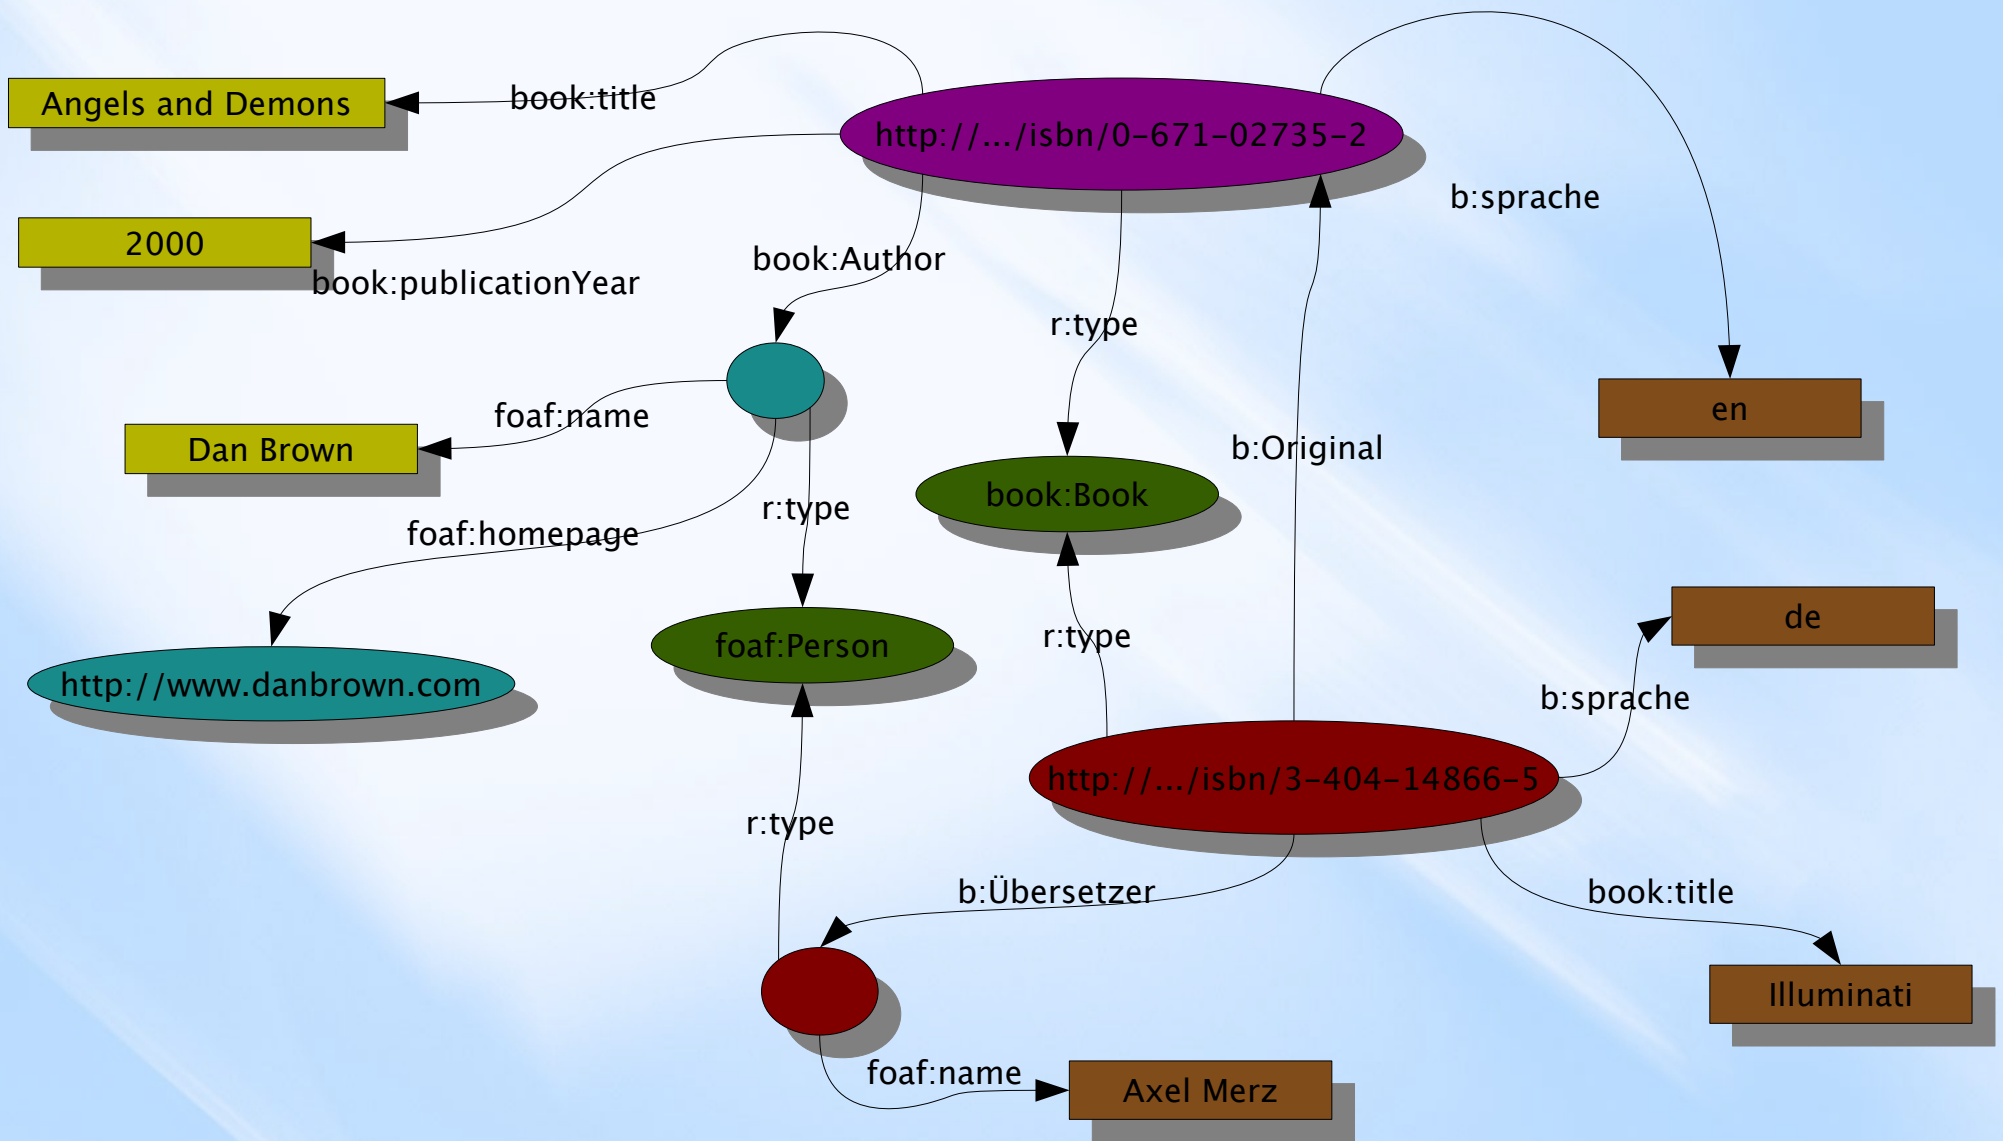 Angels and Demons
book:title
http://.../isbn/0-671-02735-2
b:sprache
2000
book:publicationYear
book:Author
r:type
en
foaf:name
Dan Brown
b:Original
book:Book
r:type
foaf:homepage
http://www.danbrown.com
foaf:Person
r:type
de
b:sprache
http://.../isbn/3-404-14866-5
r:type
b:Übersetzer
book:title
Illuminati
foaf:name
Axel Merz